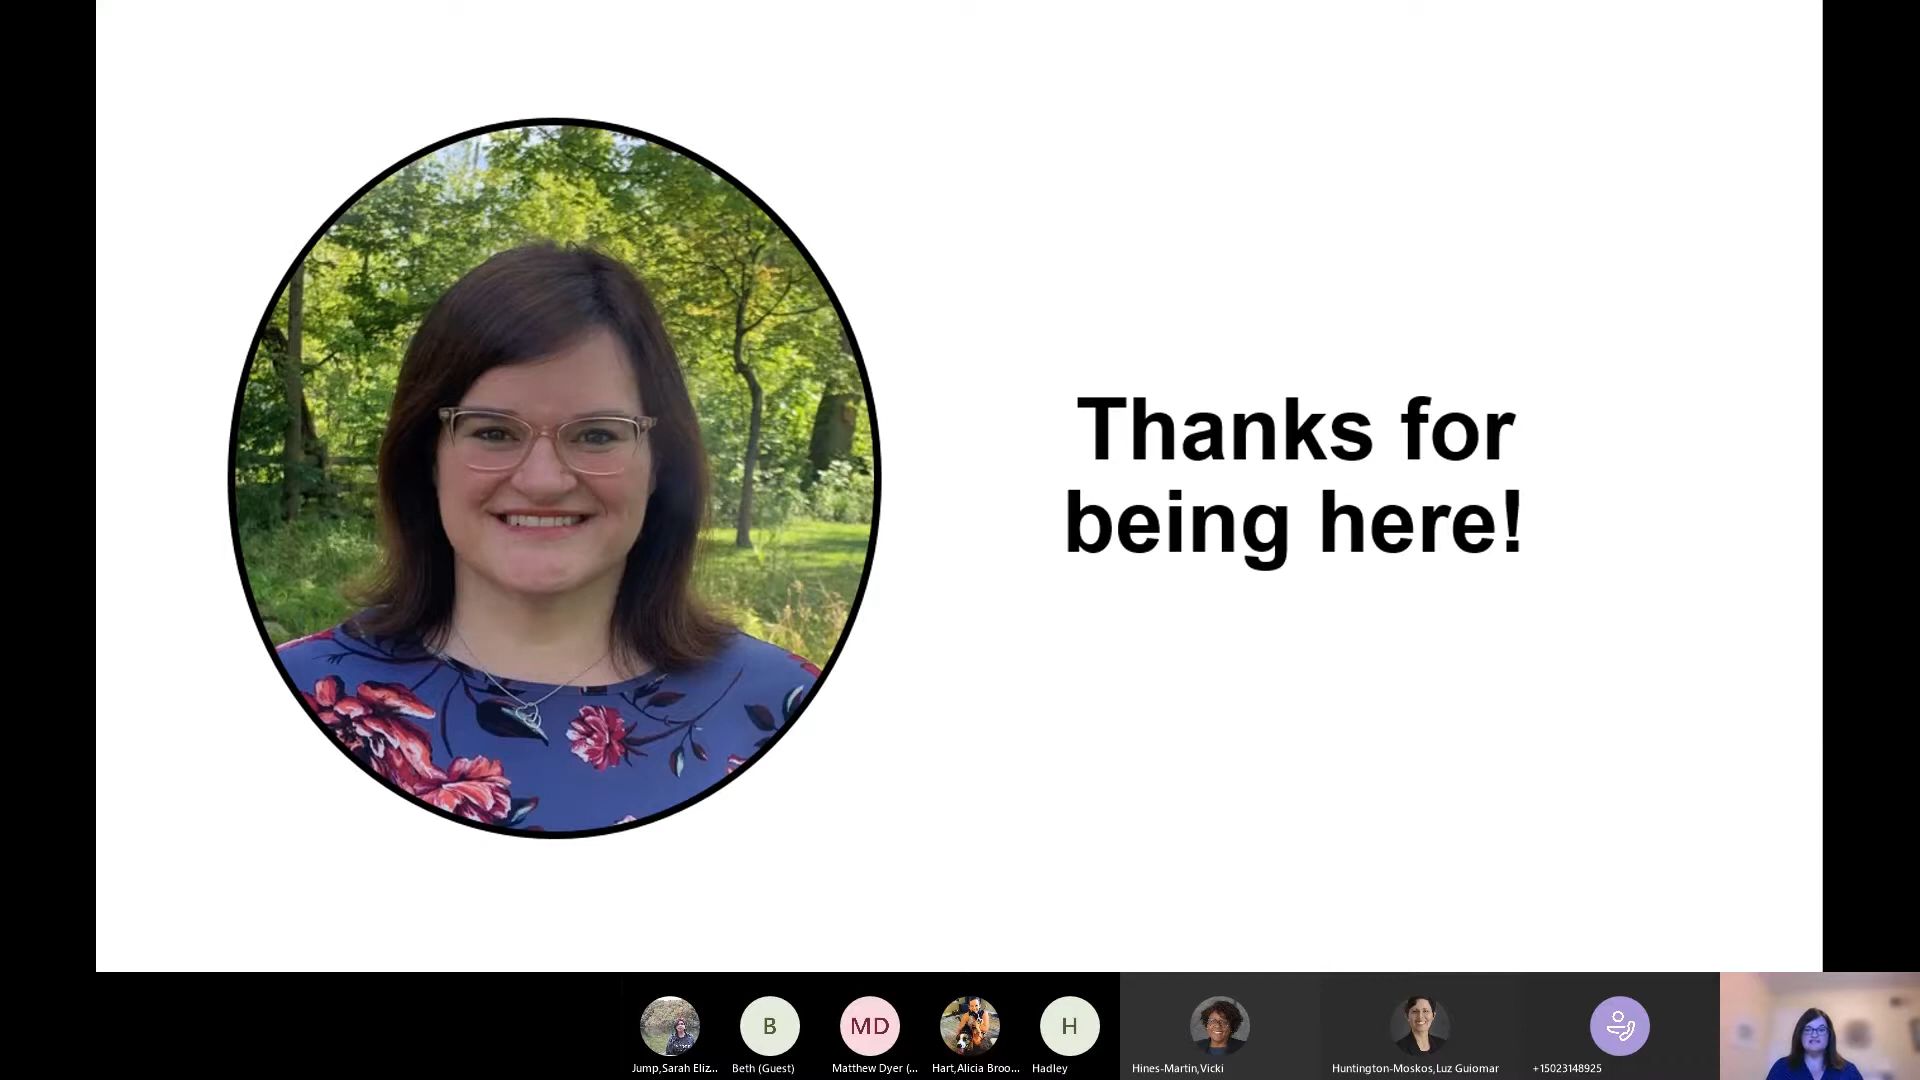 Thanks for
being here!
B
MD
H
Jump,Sarah Eliz...
Beth (Guest)
Matthew Dyer (...
Hart,Alicia Broo...
Hadley
Hines-Martin,Vicki
Huntington-Moskos,Luz Guiomar
+15023148925